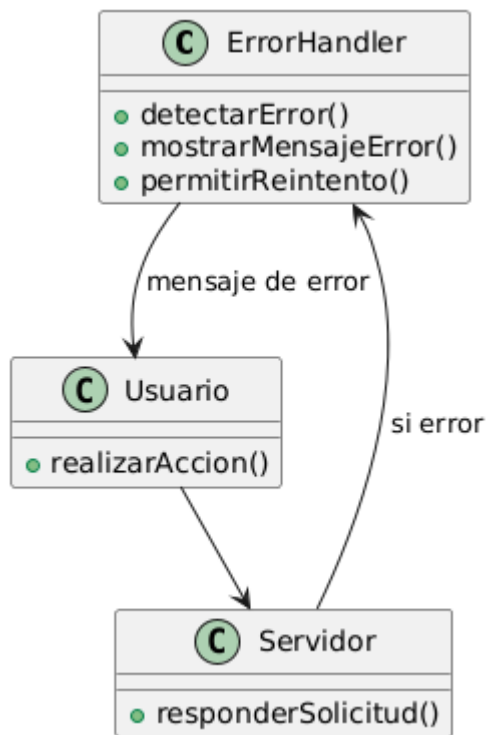 C ErrorHandler
detectarError()
mostrarMensajeError()
permitirReintento()
mensaje de error
C Usuario
realizarAccion()
si error
C Servidor
responderSolicitud()